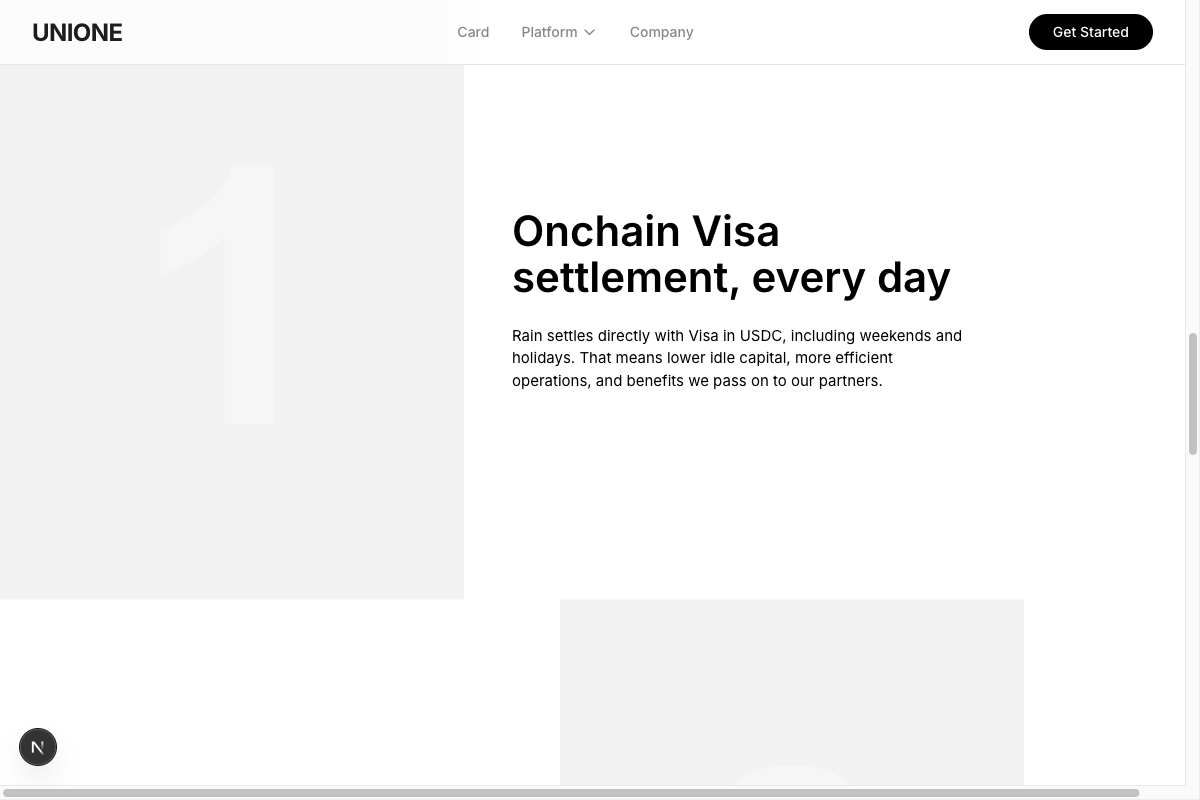 UNIONE
Card
Platform
Company
Get Started
1
Onchain Visa
settlement, every day
Rain settles directly with Visa in USDC, including weekends and
holidays. That means lower idle capital, more efficient
operations, and benefits we pass on to our partners.
N